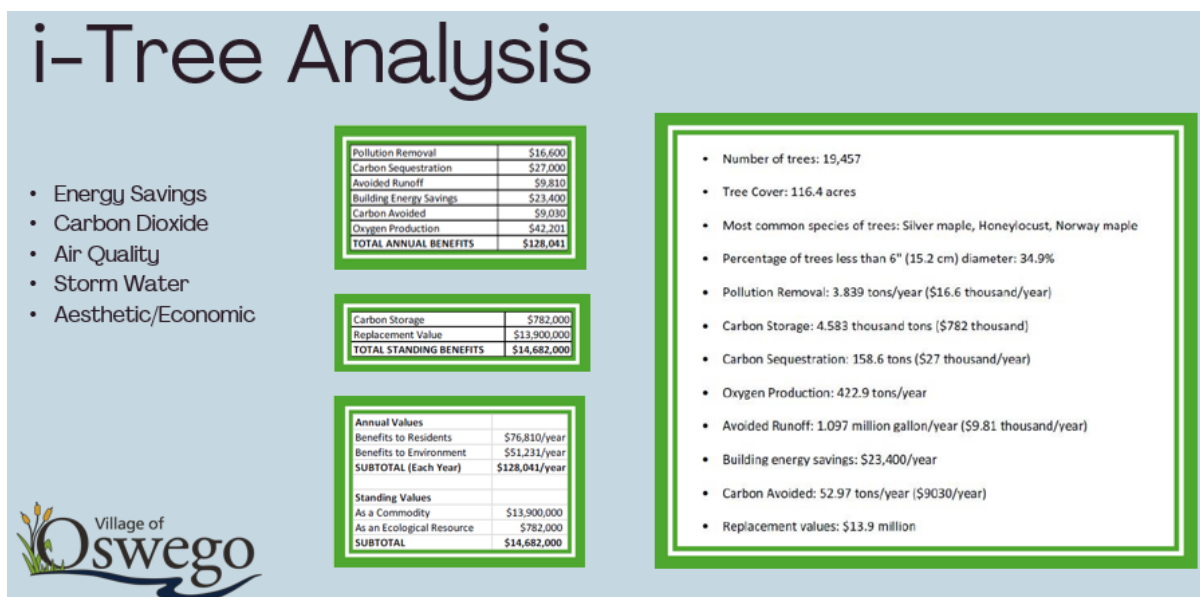 i-Tree Analysis
• Energy Savings
• Carbon Dioxide
• Air Quality
• Storm Water
• Aesthetic/Economic
Pollution Removal $16,600
Carbon Sequestration $27,000
Avoided Runoff $9,810
Building Energy Savings $23,400
Carbon Avoided $9,030
Oxygen Production $42,201
TOTAL ANNUAL BENEFITS $128,041
Carbon Storage $782,000
Replacement Value $13,900,000
TOTAL STANDING BENEFITS $14,682,000
Annual Values
Benefits to Residents $76,810/year
Benefits to Environment $51,231/year
SUBTOTAL (Each Year) $128,041/year
Standing Values
As a Commodity $13,900,000
As an Ecological Resource $782,000
SUBTOTAL $14,682,000
• Number of trees: 19,457
• Tree Cover: 116.4 acres
• Most common species of trees: Silver maple, Honeylocust, Norway maple
• Percentage of trees less than 6" (15.2 cm) diameter: 34.9%
• Pollution Removal: 3.839 tons/year ($16.6 thousand/year)
• Carbon Storage: 4.583 thousand tons ($782 thousand)
• Carbon Sequestration: 158.6 tons ($27 thousand/year)
• Oxygen Production: 422.9 tons/year
• Avoided Runoff: 1.097 million gallon/year ($9.81 thousand/year)
• Building energy savings: $23,400/year
• Carbon Avoided: 52.97 tons/year ($9030/year)
• Replacement values: $13.9 million
Village of
Oswego